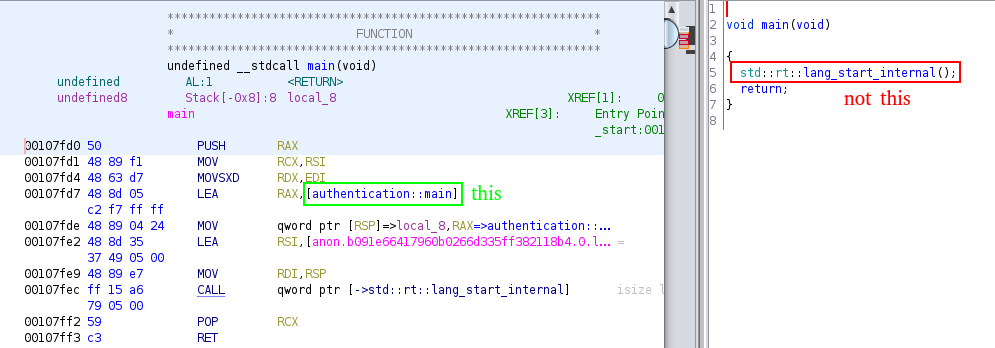 ************************************************************
* FUNCTION *
************************************************************
undefined __stdcall main(void)
undefined AL:1 <RETURN>
undefined8 Stack[-0x8]:8 local_8 XREF[1]: 0
main XREF[3]: Entry Poin
_start:001
00107fd0 50 PUSH RAX
00107fd1 48 89 f1 MOV RCX,RSI
00107fd4 48 63 d7 MOVSXD RDX,EDI
00107fd7 48 8d 05 LEA RAX,[authentication::main] this
c2 f7 ff ff
00107fde 48 89 04 24 MOV qword ptr [RSP]=>local_8,RAX=>authentication::...
00107fe2 48 8d 35 LEA RSI,[anon.b091e66417960b0266d335ff382118b4.0.l... =
37 49 05 00
00107fe9 48 89 e7 MOV RDI,RSP
00107fec ff 15 a6 CALL qword ptr [->std::rt::lang_start_internal] isize l
79 05 00
00107ff2 59 POP RCX
00107ff3 c3 RET
1
2 void main(void)
3
4 {
5 std::rt::lang_start_internal();
6 return;
not this
7 }
8